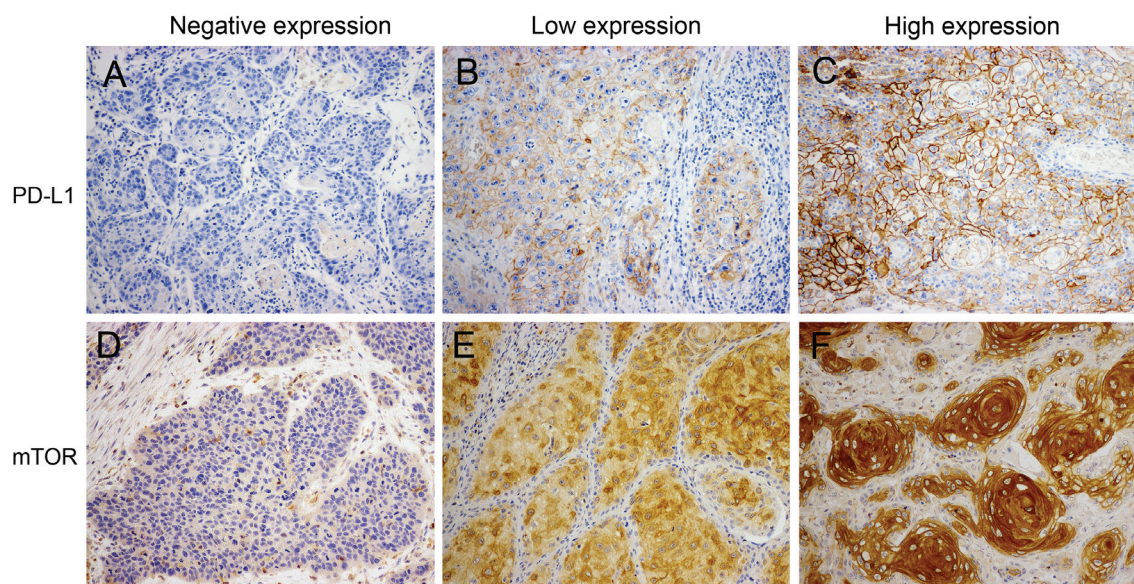 Negative expression Low expression High expression
A B C
PD-L1
D E F
mTOR